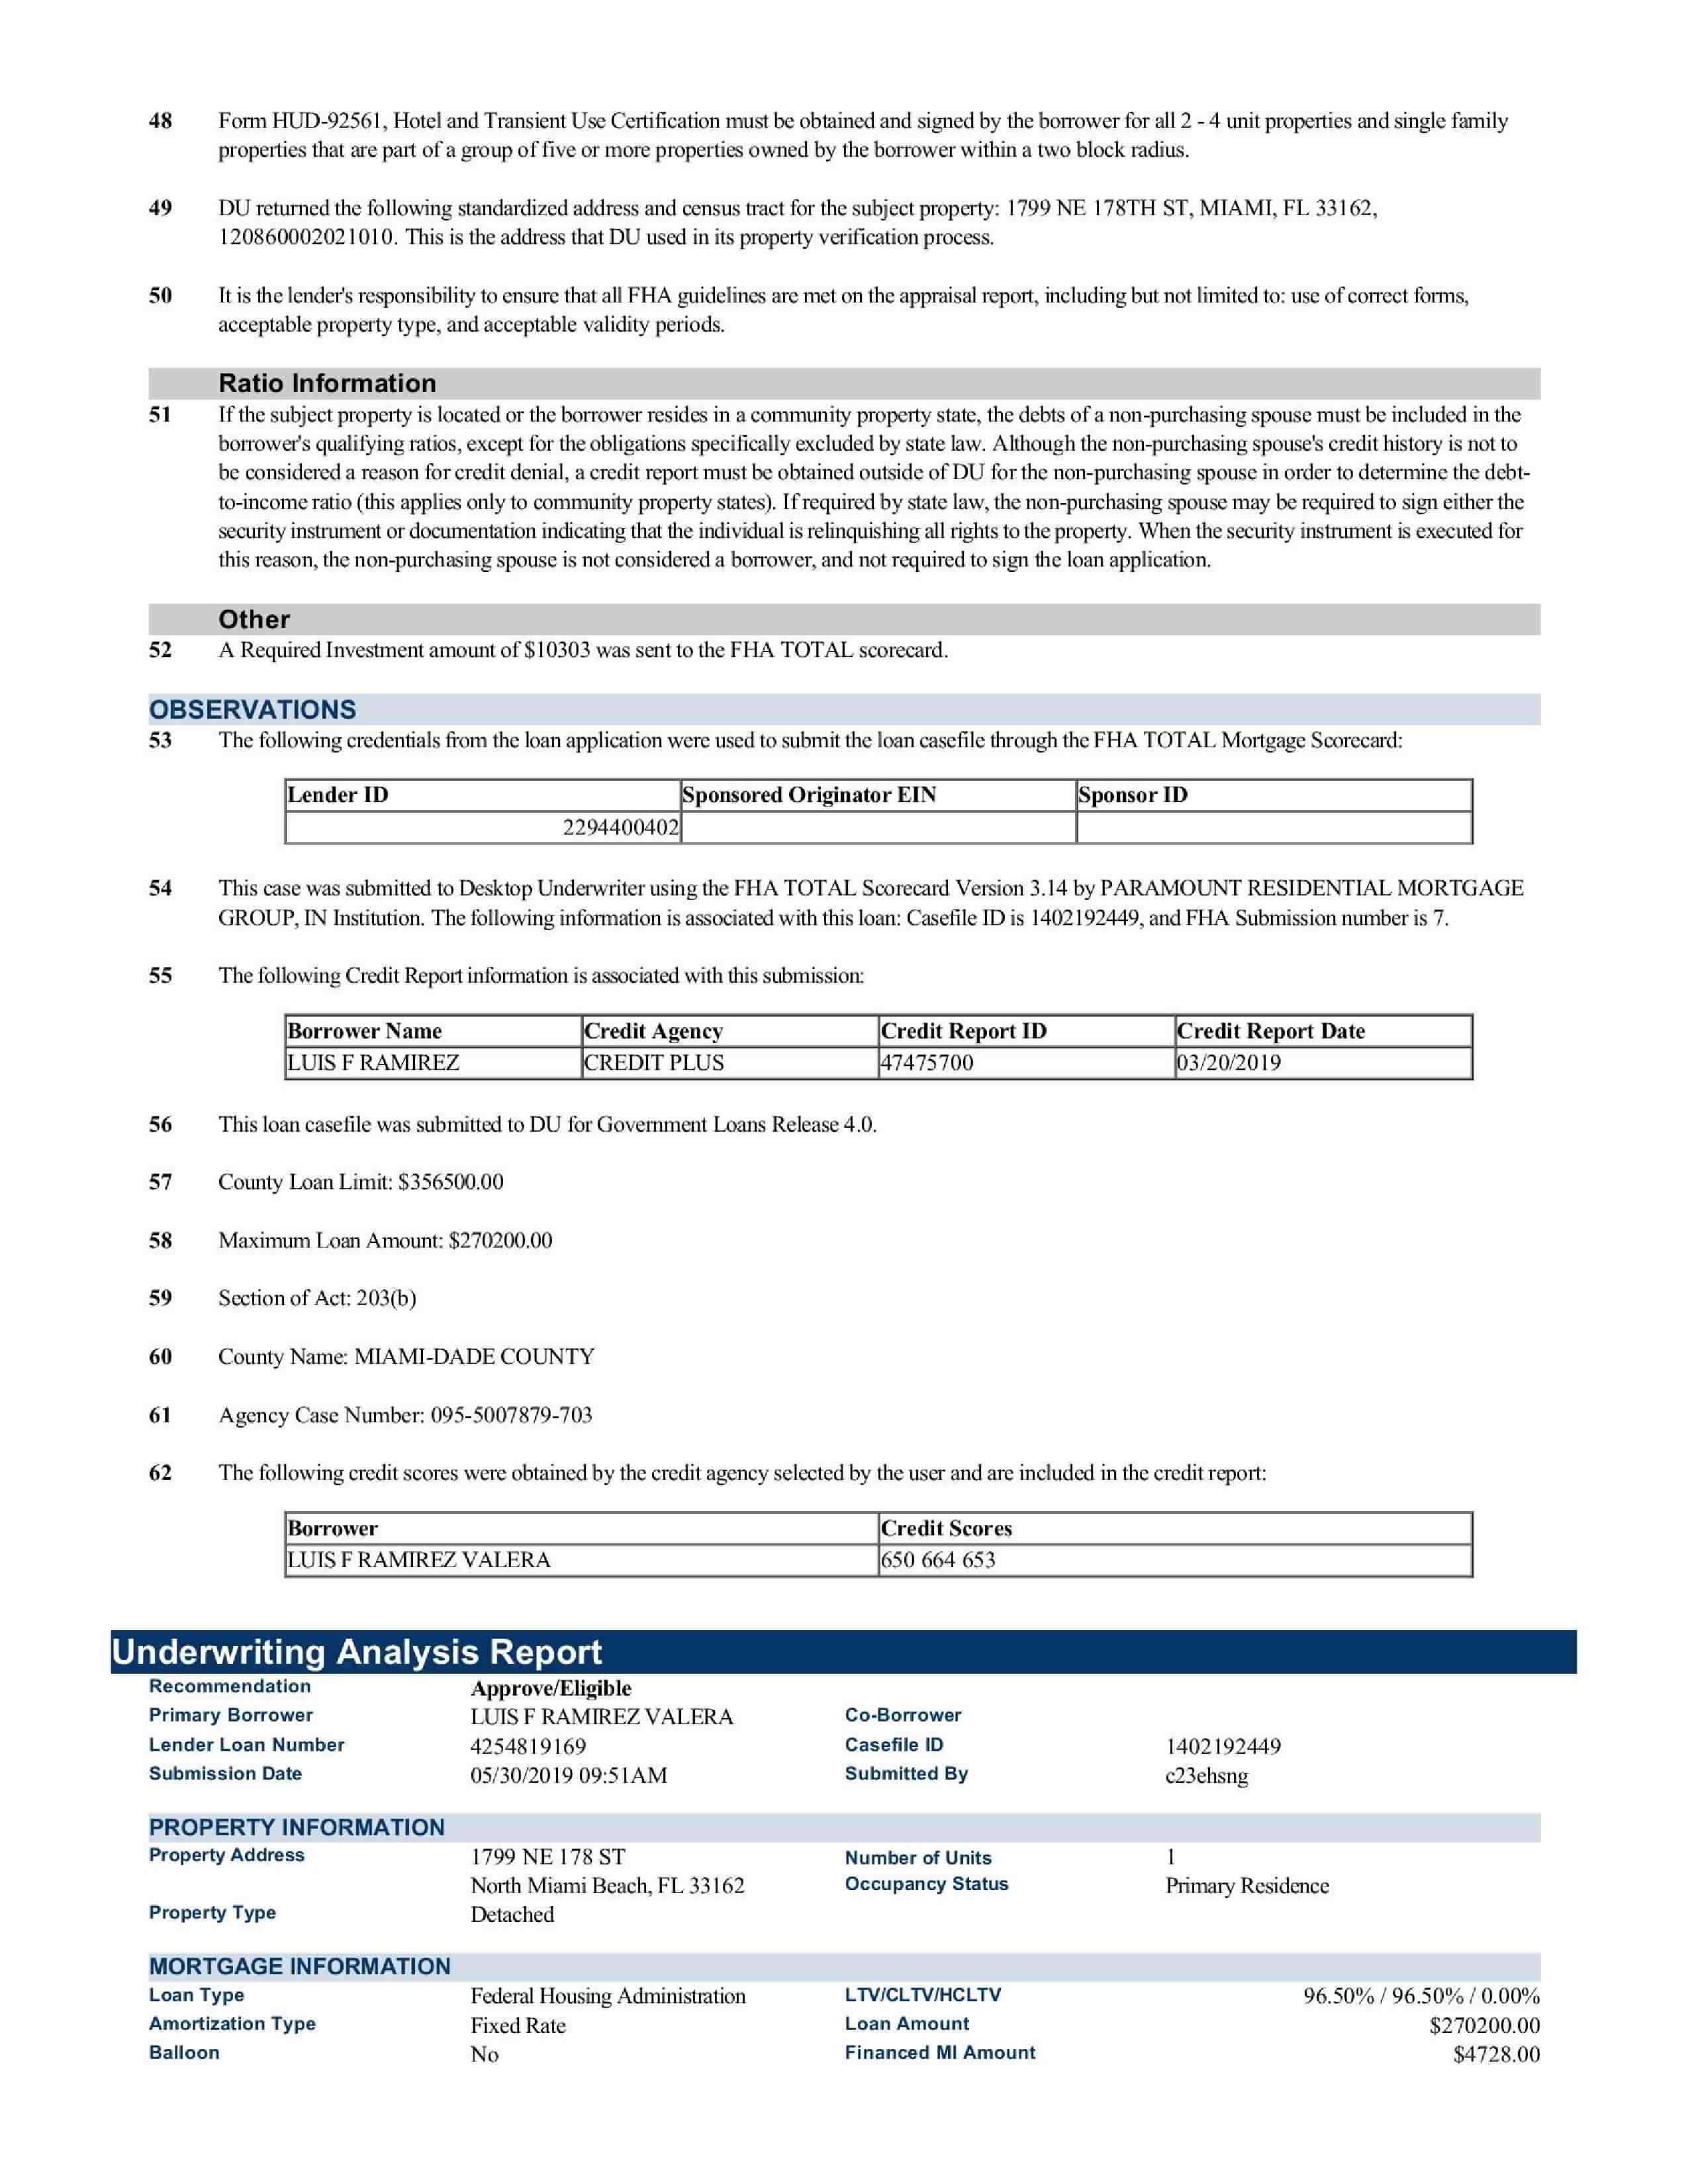 48 Form HUD-92561, Hotel and Transient Use Certification must be obtained and signed by the borrower for all 2 - 4 unit properties and single family
properties that are part of a group of five or more properties owned by the borrower within a two block radius.
49 DU returned the following standardized address and census tract for the subject property: 1799 NE 178TH ST, MIAMI, FL 33162,
120860002021010. This is the address that DU used in its property verification process.
50 It is the lender's responsibility to ensure that all FHA guidelines are met on the appraisal report, including but not limited to: use of correct forms,
acceptable property type, and acceptable validity periods.
Ratio Information
51 If the subject property is located or the borrower resides in a community property state, the debts of a non-purchasing spouse must be included in the
borrower's qualifying ratios, except for the obligations specifically excluded by state law. Although the non-purchasing spouse's credit history is not to
be considered a reason for credit denial, a credit report must be obtained outside of DU for the non-purchasing spouse in order to determine the debt-
to-income ratio (this applies only to community property states). If required by state law, the non-purchasing spouse may be required to sign either the
security instrument or documentation indicating that the individual is relinquishing all rights to the property. When the security instrument is executed for
this reason, the non-purchasing spouse is not considered a borrower, and not required to sign the loan application.
Other
52 A Required Investment amount of $10303 was sent to the FHA TOTAL scorecard.
OBSERVATIONS
53 The following credentials from the loan application were used to submit the loan casefile through the FHA TOTAL Mortgage Scorecard:
Lender ID Sponsored Originator EIN Sponsor ID
2294400402
54 This case was submitted to Desktop Underwriter using the FHA TOTAL Scorecard Version 3.14 by PARAMOUNT RESIDENTIAL MORTGAGE
GROUP, IN Institution. The following information is associated with this loan: Casefile ID is 1402192449, and FHA Submission number is 7.
55 The following Credit Report information is associated with this submission:
Borrower Name Credit Agency Credit Report ID Credit Report Date
LUIS F RAMIREZ CREDIT PLUS 47475700 03/20/2019
56 This loan casefile was submitted to DU for Government Loans Release 4.0.
57 County Loan Limit: $356500.00
58 Maximum Loan Amount: $270200.00
59 Section of Act: 203(b)
60 County Name: MIAMI-DADE COUNTY
61 Agency Case Number: 095-5007879-703
62 The following credit scores were obtained by the credit agency selected by the user and are included in the credit report:
Borrower Credit Scores
LUIS F RAMIREZ VALERA 650 664 653
Underwriting Analysis Report
Recommendation Approve/Eligible
Primary Borrower LUIS F RAMIREZ VALERA Co-Borrower
Lender Loan Number 4254819169 Casefile ID 1402192449
Submission Date 05/30/2019 09:51AM Submitted By c23ehsng
PROPERTY INFORMATION
Property Address 1799 NE 178 ST Number of Units 1
North Miami Beach, FL 33162 Occupancy Status Primary Residence
Property Type Detached
MORTGAGE INFORMATION
Loan Type Federal Housing Administration LTV/CLTV/HCLTV 96.50% / 96.50% / 0.00%
Amortization Type Fixed Rate Loan Amount $270200.00
Balloon No Financed MI Amount $4728.00